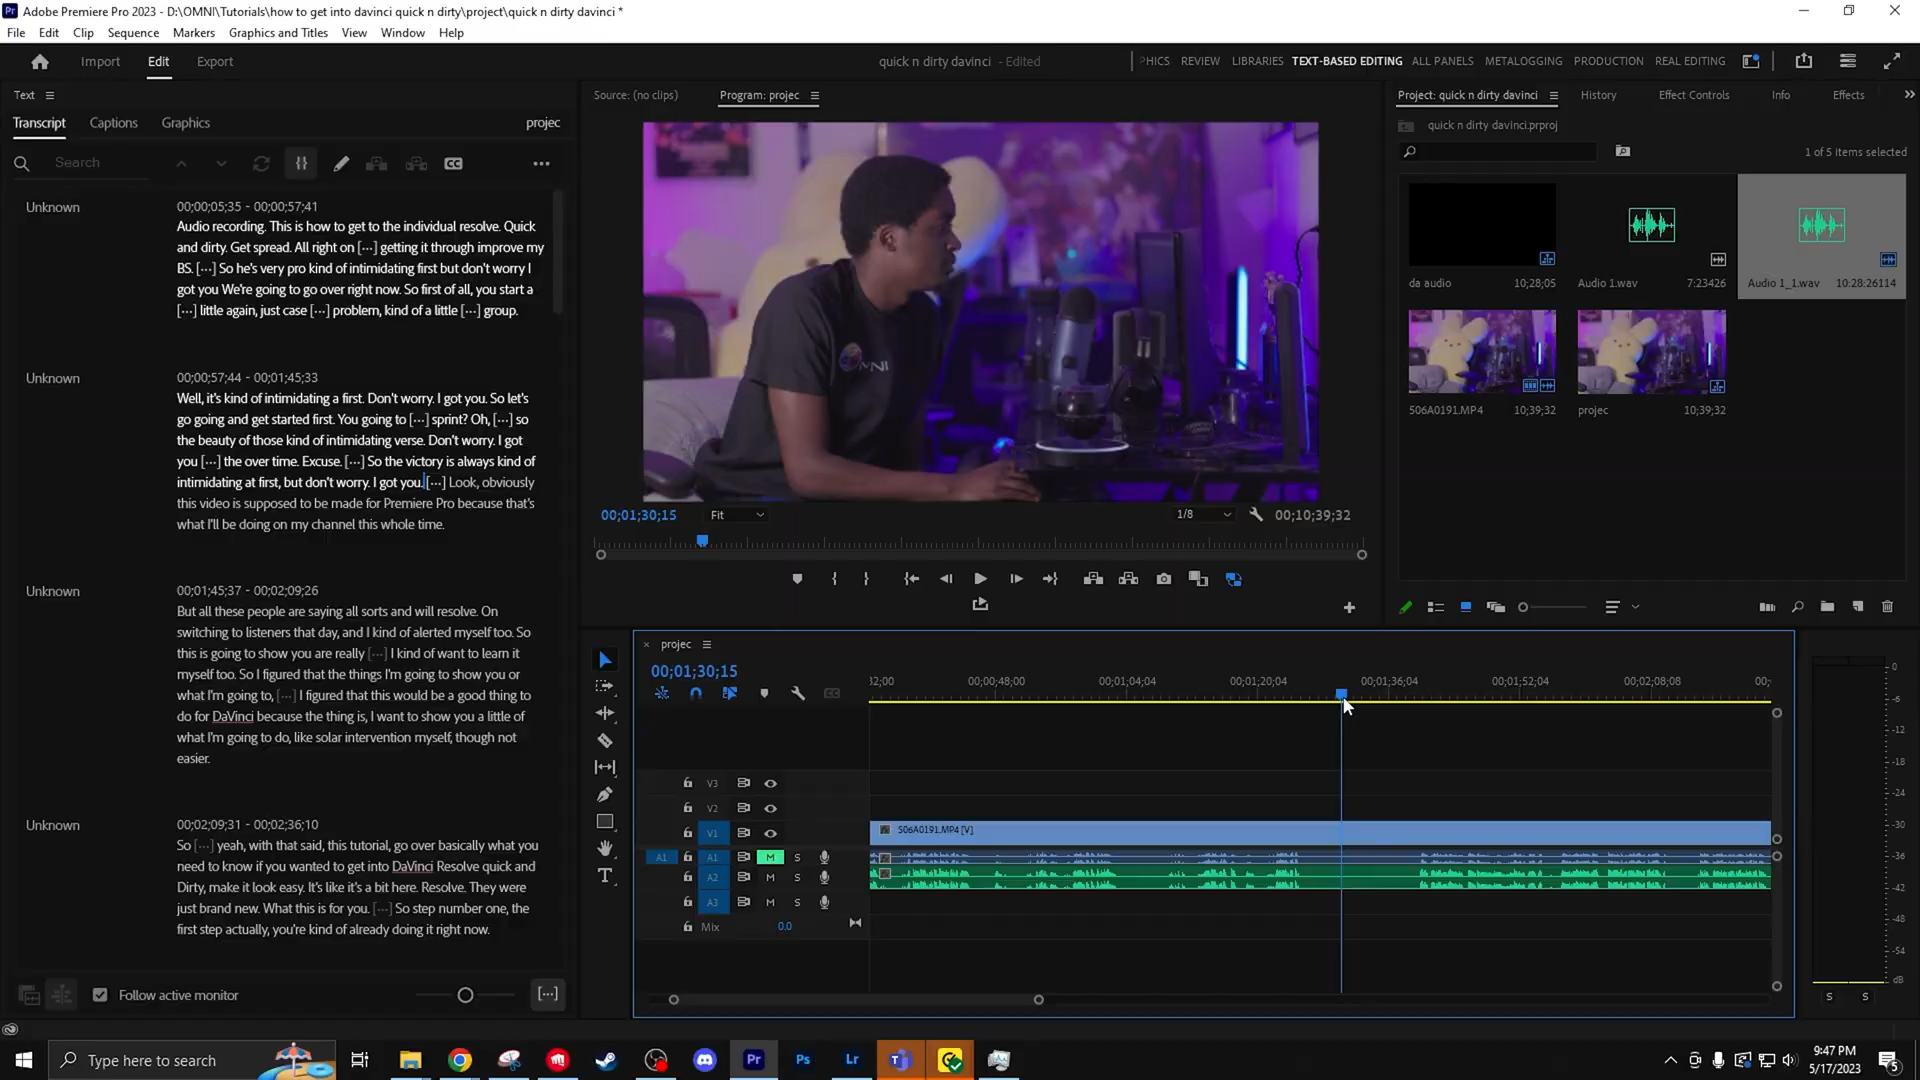 Adobe Premiere Pro 2023 - D:\OMNI\Tutorials\how to get into davinci quick n dirty\project\quick n dirty davinci *
File Edit Clip Sequence Markers Graphics and Titles View Window Help
Import Edit Export
quick n dirty davinci - Edited
PHICS REVIEW LIBRARIES TEXT-BASED EDITING ALL PANELS METALOGGING PRODUCTION REAL EDITING
Text
Transcript Captions Graphics projec
Search
CC
Unknown
00;00;05;35 - 00;00;57;41
Audio recording. This is how to get to the individual resolve. Quick
and dirty. Get spread. All right on [...] getting it through improve my
BS. [...] So he's very pro kind of intimidating first but don't worry I
got you We're going to go over right now. So first of all, you start a
[...] little again, just case [...] problem, kind of a little [...] group.
Unknown
00;00;57;44 - 00;01;45;33
Well, it's kind of intimidating a first. Don't worry. I got you. So let's
go going and get started first. You going to [...] sprint? Oh, [...] so
the beauty of those kind of intimidating verse. Don't worry. I got
you [...] the over time. Excuse. [...] So the victory is always kind of
intimidating at first, but don't worry. I got you. [...] Look, obviously
this video is supposed to be made for Premiere Pro because that's
what I'll be doing on my channel this whole time.
Unknown
00;01;45;37 - 00;02;09;26
But all these people are saying all sorts and will resolve. On
switching to listeners that day, and I kind of alerted myself too. So
this is going to show you are really [...] I kind of want to learn it
myself too. So I figured that the things I'm going to show you or
what I'm going to, [...] I figured that this would be a good thing to
do for DaVinci because the thing is, I want to show you a little of
what I'm going to do, like solar intervention myself, though not
easier.
Unknown
00;02;09;31 - 00;02;36;10
So [...] yeah, with that said, this tutorial, go over basically what you
need to know if you wanted to get into DaVinci Resolve quick and
Dirty, make it look easy. It's like it's a bit here. Resolve. They were
just brand new. What this is for you. [...] So step number one, the
first step actually, you're kind of already doing it right now.
Follow active monitor
[...]
Source: (no clips) Program: projec
OMNI
00;01;30;15 Fit 1/8 00;10;39;32
Project: quick n dirty davinci History Effect Controls Info Effects
quick n dirty davinci.prproj
1 of 5 items selected
da audio 10;28;05 Audio 1.wav 7:23426 Audio 1_1.wav 10:28:26114
S06A0191.MP4 10;39;32 projec 10;39;32
projec
00;01;30;15
32;00 00;00;48;00 00;01;04;04 00;01;20;04 00;01;36;04 00;01;52;04 00;02;08;08 00;
V3
V2
V1 S06A0191.MP4 [V]
A1 A1 M S
A2 M S
A3 M S
Mix 0.0
0
-6
-12
-18
-24
-30
-36
-42
-48
-54
dB
S S
Type here to search
Pr Ps Lr
9:47 PM
5/17/2023
5